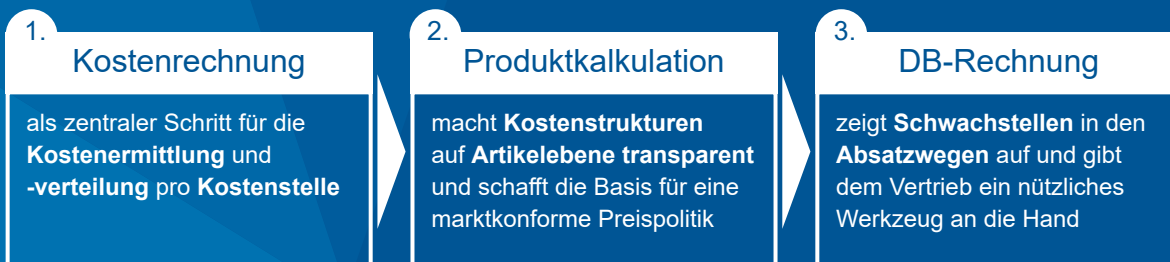 1.
Kostenrechnung
als zentraler Schritt für die
Kostenermittlung und
-verteilung pro Kostenstelle
2.
Produktkalkulation
macht Kostenstrukturen
auf Artikelebene transparent
und schafft die Basis für eine
marktkonforme Preispolitik
3.
DB-Rechnung
zeigt Schwachstellen in den
Absatzwegen auf und gibt
dem Vertrieb ein nützliches
Werkzeug an die Hand